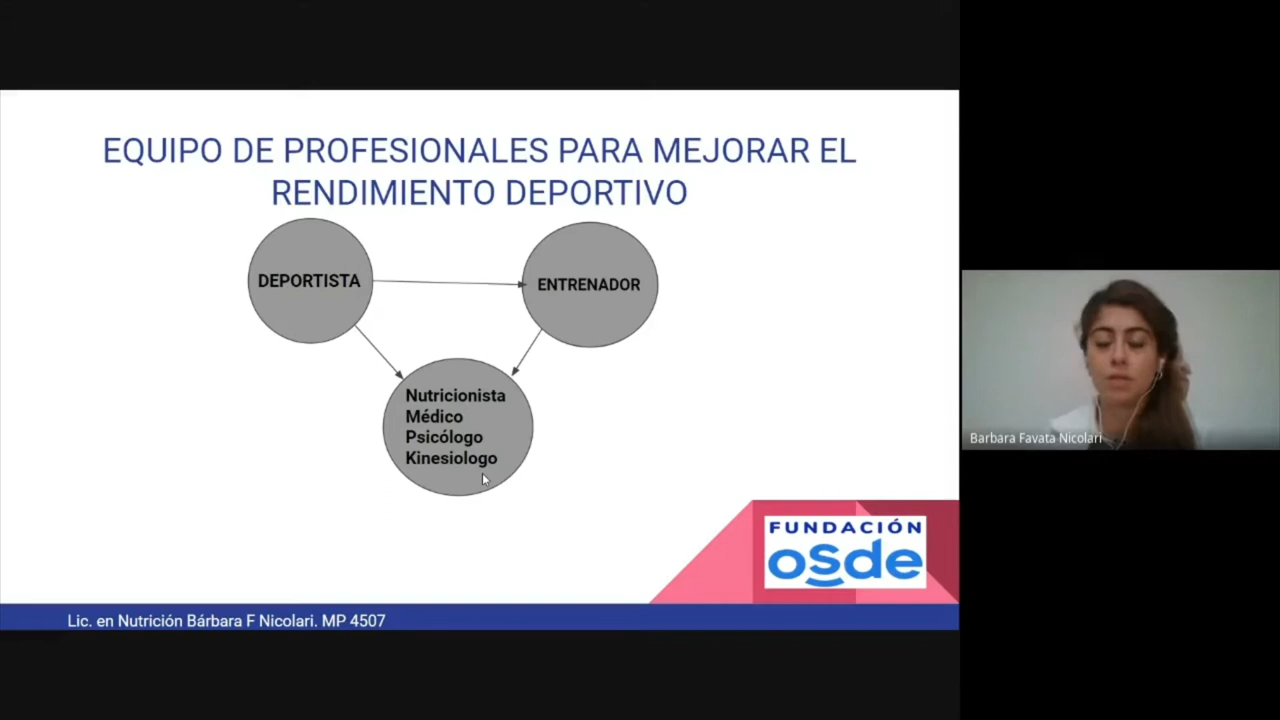 EQUIPO DE PROFESIONALES PARA MEJORAR EL
RENDIMIENTO DEPORTIVO
DEPORTISTA
ENTRENADOR
Nutricionista
Médico
Psicólogo
Kinesiologo
Barbara Favata Nicolari
FUNDACIÓN
osde
Lic. en Nutrición Bárbara F Nicolari. MP 4507